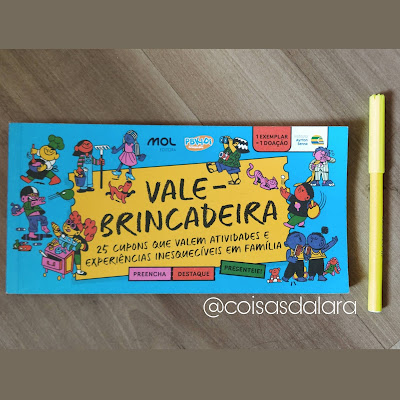 MOL
EDITORA
1 EXEMPLAR
= 1 DOAÇÃO
VALE-
BRINCADEIRA
25 CUPONS QUE VALEM ATIVIDADES E
EXPERIÊNCIAS INESQUECÍVEIS EM FAMÍLIA
PREENCHA
DESTAQUE
PRESENTEIE!
@coisasdalara